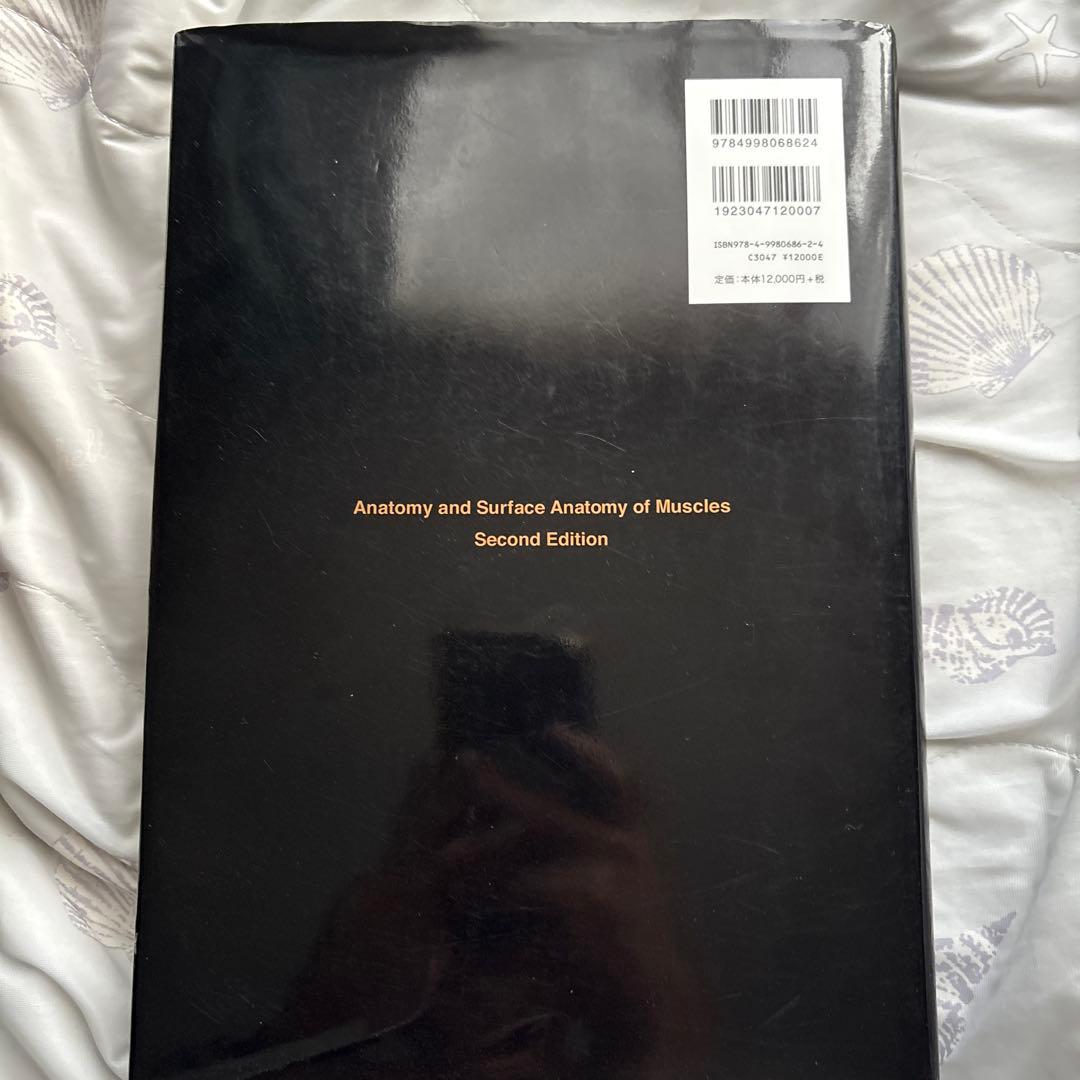 9784998068624
1923047120007
ISBN978-4-9980686-2-4
C3047 ¥12000E
定価:本体12,000円+税
Anatomy and Surface Anatomy of Muscles
Second Edition